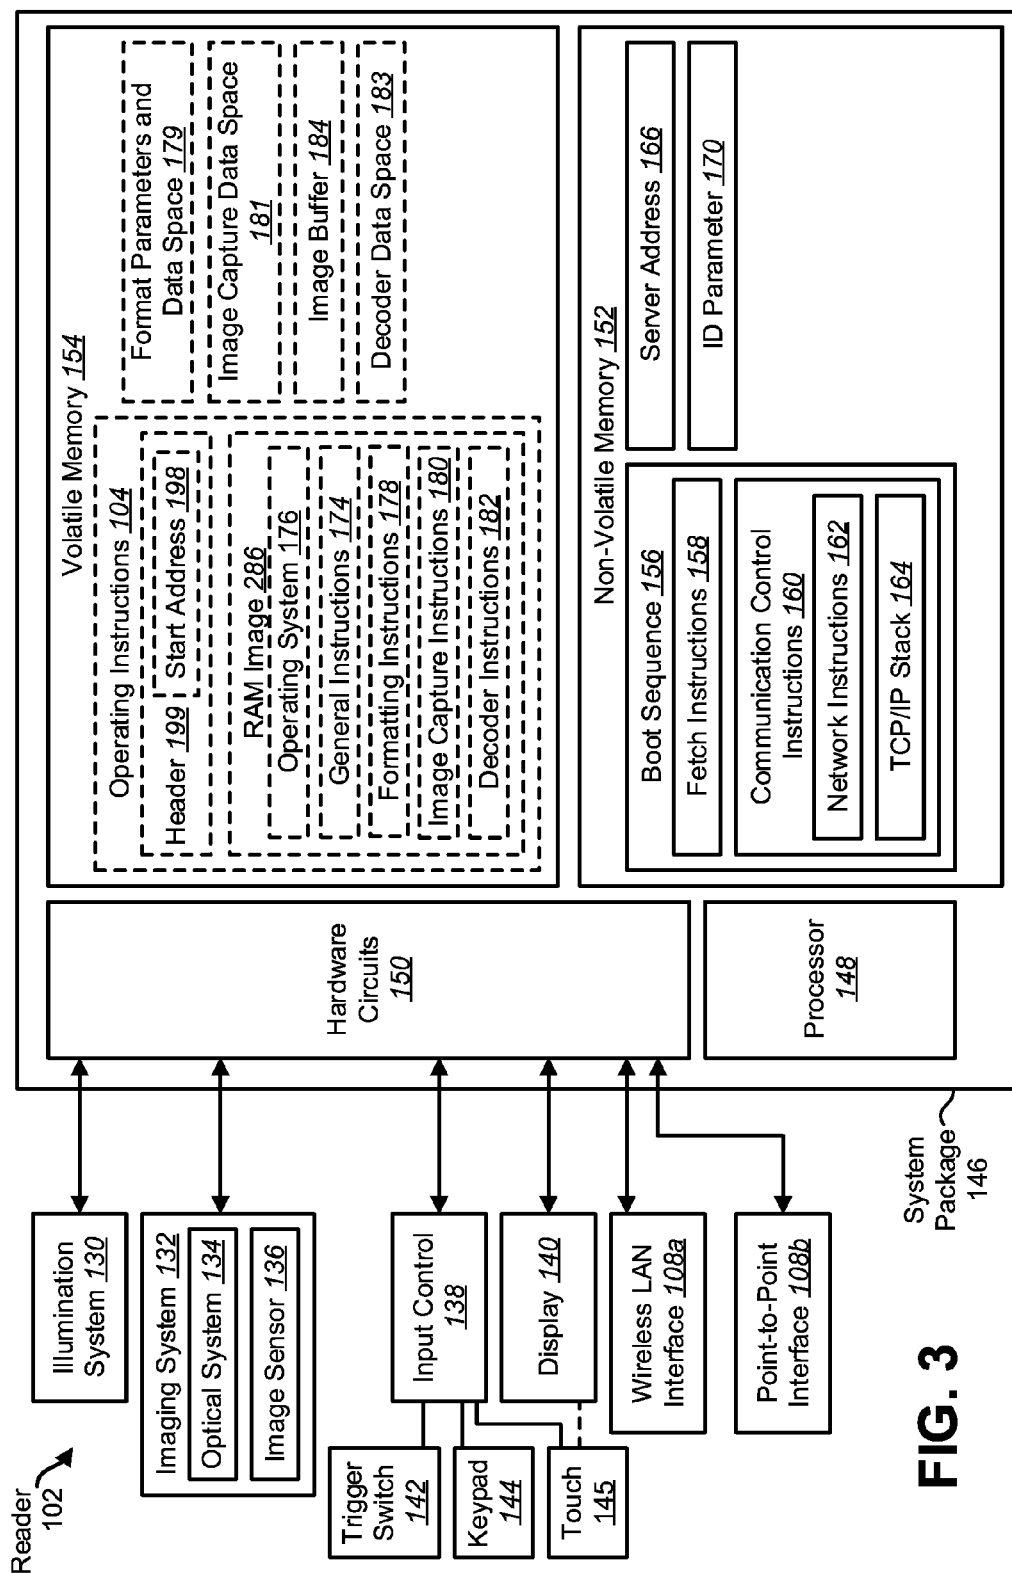 Reader
102
Illumination
System 130
Imaging System 132
Optical System 134
Image Sensor 136
Trigger
Switch
142
Keypad
144
Touch
145
Input Control
138
Display 140
Wireless LAN
Interface 108a
Point-to-Point
Interface 108b
System
Package
146
Hardware
Circuits
150
Processor
148
Volatile Memory 154
Operating Instructions 104
Header 199
Start Address 198
RAM Image 286
Operating System 176
General Instructions 174
Formatting Instructions 178
Image Capture Instructions 180
Decoder Instructions 182
Format Parameters and
Data Space 179
Image Capture Data Space
181
Image Buffer 184
Decoder Data Space 183
Non-Volatile Memory 152
Boot Sequence 156
Fetch Instructions 158
Communication Control
Instructions 160
Network Instructions 162
TCP/IP Stack 164
Server Address 166
ID Parameter 170
FIG. 3